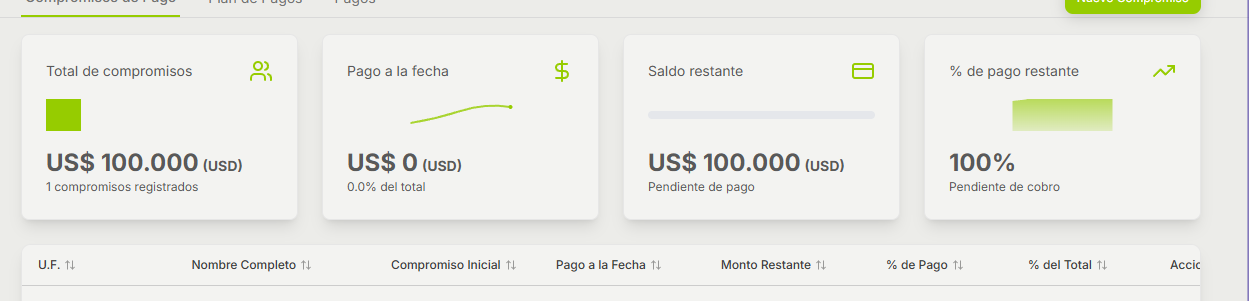 Compromisos de Pago Plan de Pagos Pagos Nuevo Compromiso
Total de compromisos
US$ 100.000 (USD)
1 compromisos registrados
Pago a la fecha
US$ 0 (USD)
0.0% del total
Saldo restante
US$ 100.000 (USD)
Pendiente de pago
% de pago restante
100%
Pendiente de cobro
U.F. Nombre Completo Compromiso Inicial Pago a la Fecha Monto Restante % de Pago % del Total Accio